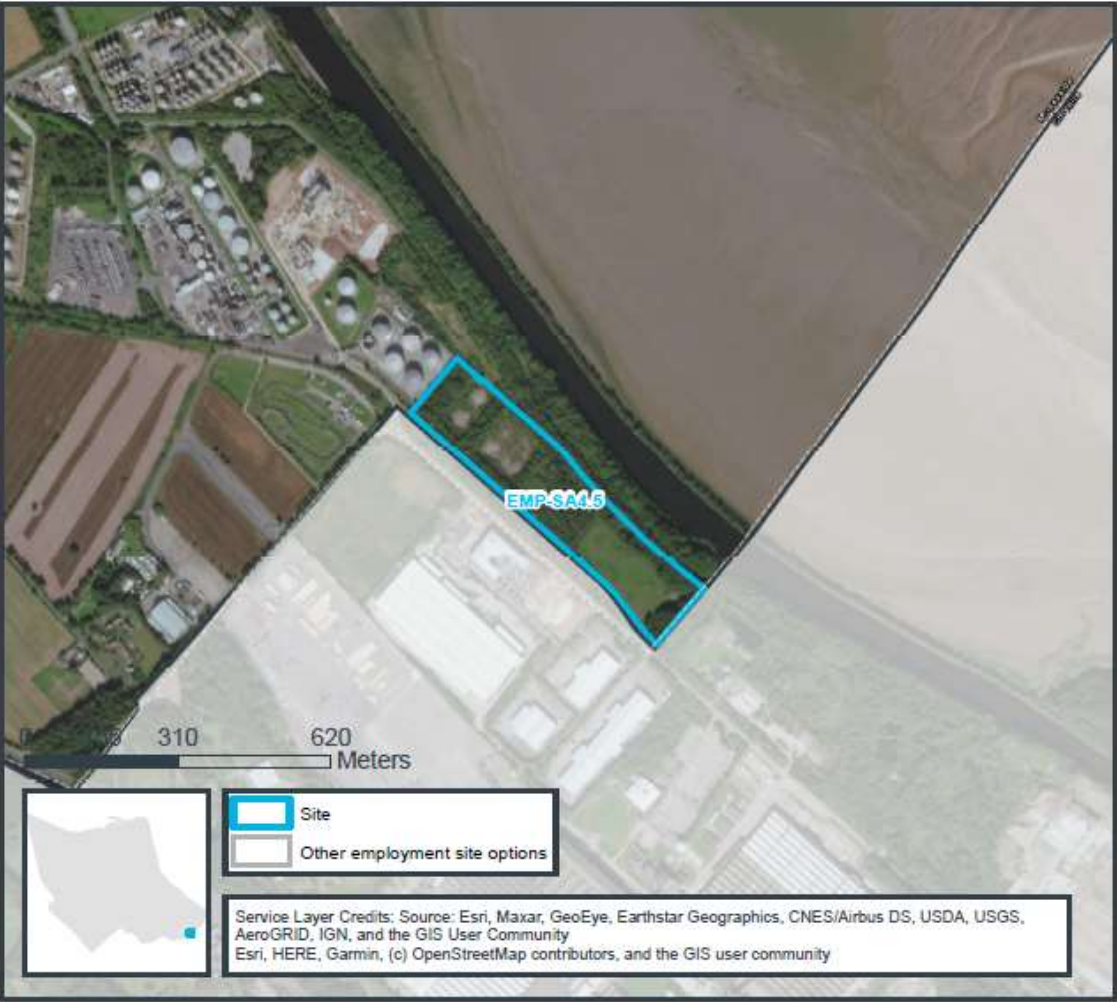 EMP-SA4.5
310 620
Meters
Site
Other employment site options
Service Layer Credits: Source: Esri, Maxar, GeoEye, Earthstar Geographics, CNES/Airbus DS, USDA, USGS,
AeroGRID, IGN, and the GIS User Community
Esri, HERE, Garmin, (c) OpenStreetMap contributors, and the GIS user community